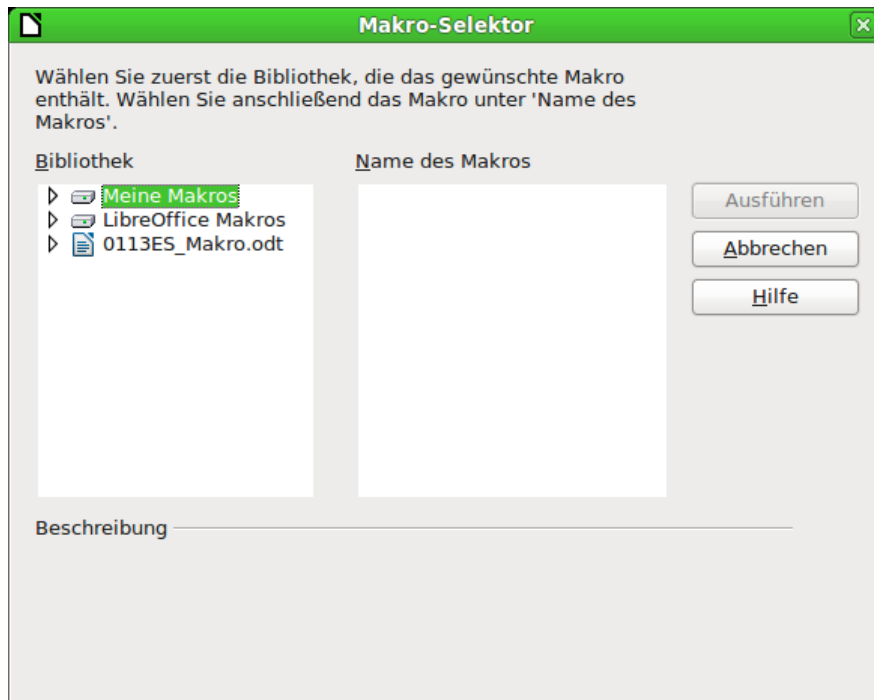 Makro-Selektor
Wählen Sie zuerst die Bibliothek, die das gewünschte Makro
enthält. Wählen Sie anschließend das Makro unter 'Name des
Makros'.
Bibliothek
Name des Makros
Meine Makros
LibreOffice Makros
0113ES_Makro.odt
Ausführen
Abbrechen
Hilfe
Beschreibung